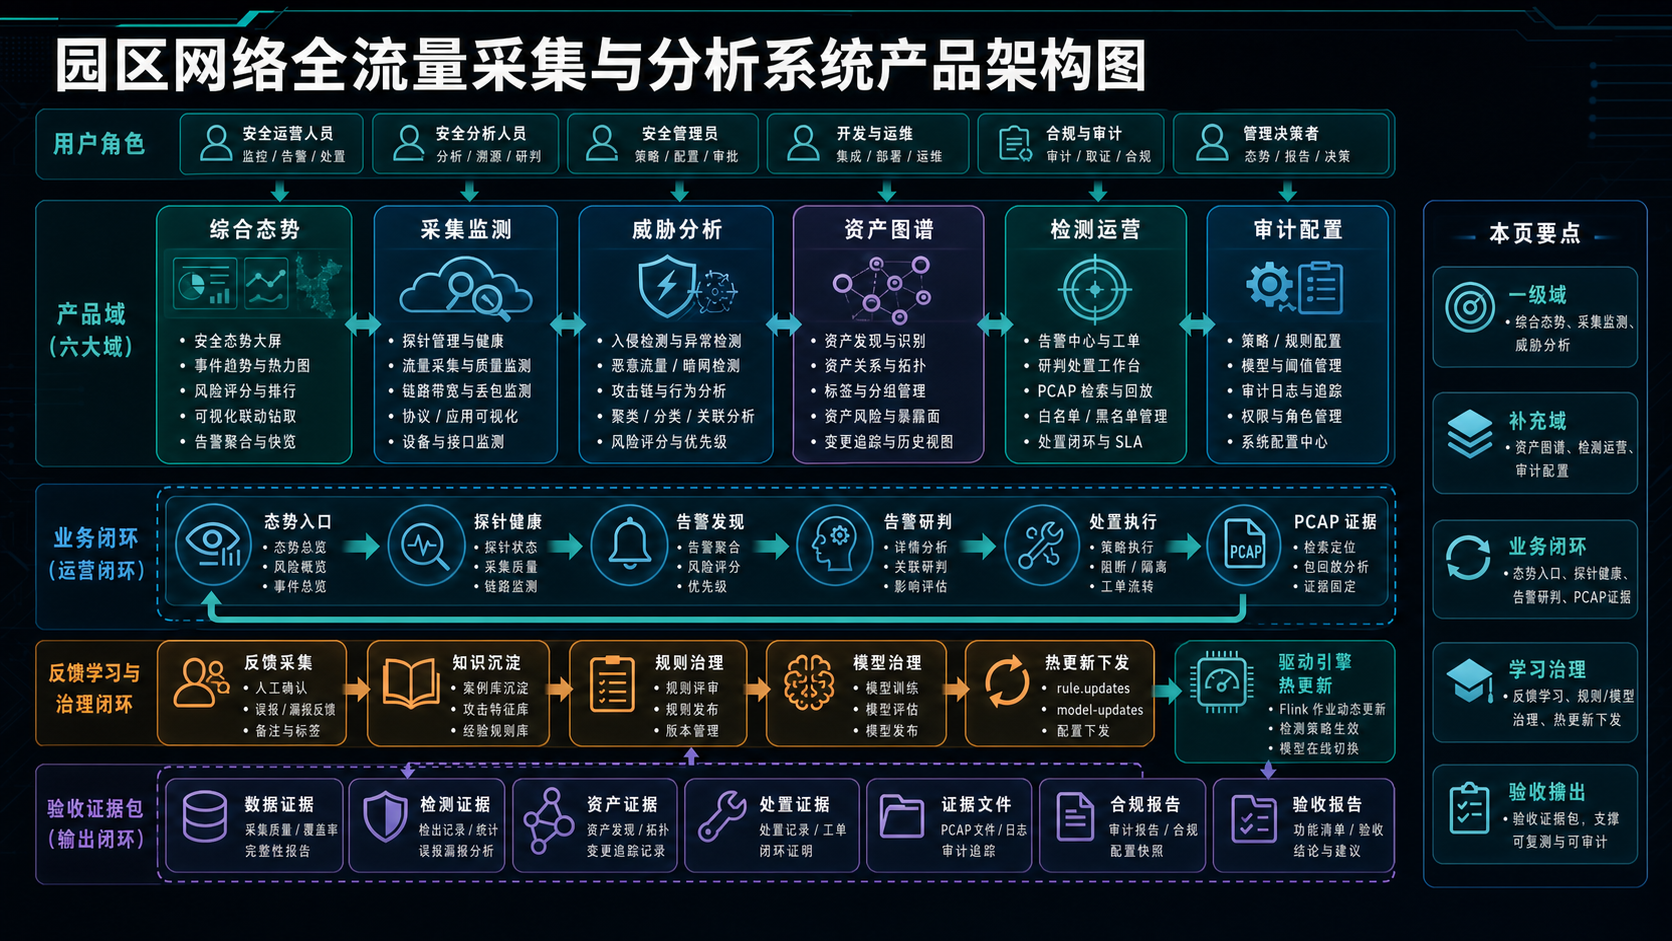 园区网络全流量采集与分析系统产品架构图
用户角色
安全运营人员
监控 / 告警 / 处置
安全分析人员
分析 / 溯源 / 研判
安全管理员
策略 / 配置 / 审批
开发与运维
集成 / 部署 / 运维
合规与审计
审计 / 取证 / 合规
管理决策者
态势 / 报告 / 决策
产品域
（六大域）
综合态势
• 安全态势大屏
• 事件趋势与热力图
• 风险评分与排行
• 可视化联动钻取
• 告警聚合与快览
采集监测
• 探针管理与健康
• 流量采集与质量监测
• 链路带宽与丢包监测
• 协议 / 应用可视化
• 设备与接口监测
威胁分析
• 入侵检测与异常检测
• 恶意流量 / 暗网检测
• 攻击链与行为分析
• 聚类 / 分类 / 关联分析
• 风险评分与优先级
资产图谱
• 资产发现与识别
• 资产关系与拓扑
• 标签与分组管理
• 资产风险与暴露面
• 变更追踪与历史视图
检测运营
• 告警中心与工单
• 研判处置工作台
• PCAP 检索与回放
• 白名单 / 黑名单管理
• 处置闭环与 SLA
审计配置
• 策略 / 规则配置
• 模型与阈值管理
• 审计日志与追踪
• 权限与角色管理
• 系统配置中心
业务闭环
（运营闭环）
态势入口
• 态势总览
• 风险概览
• 事件总览
探针健康
• 探针状态
• 采集质量
• 链路监测
告警发现
• 告警聚合
• 风险评分
• 优先级
告警研判
• 详情分析
• 关联研判
• 影响评估
处置执行
• 策略执行
• 阻断 / 隔离
• 工单流转
PCAP
PCAP 证据
• 检索定位
• 包回放分析
• 证据固定
反馈学习与
治理闭环
反馈采集
• 人工确认
• 误报 / 漏报反馈
• 备注与标签
知识沉淀
• 案例库沉淀
• 攻击特征库
• 经验规则库
规则治理
• 规则评审
• 规则发布
• 版本管理
模型治理
• 模型训练
• 模型评估
• 模型发布
热更新下发
• rule.updates
• model-updates
• 配置下发
驱动引擎
热更新
• Flink 作业动态更新
• 检测策略生效
• 模型在线切换
验收证据包
（输出闭环）
数据证据
采集质量 / 覆盖率
完整性报告
检测证据
检出记录 / 统计
误报漏报分析
资产证据
资产发现 / 拓扑
变更追踪记录
处置证据
处置记录 / 工单
闭环证明
证据文件
PCAP 文件 / 日志
审计追踪
合规报告
审计报告 / 合规
配置快照
验收报告
功能清单 / 验收
结论与建议
本页要点
一级域
• 综合态势、采集监测、
威胁分析
补充域
• 资产图谱、检测运营、
审计配置
业务闭环
• 态势入口、探针健康、
告警研判、PCAP证据
学习治理
• 反馈学习、规则/模型
治理、热更新下发
验收输出
• 验收证据包，支撑
可复测与可审计